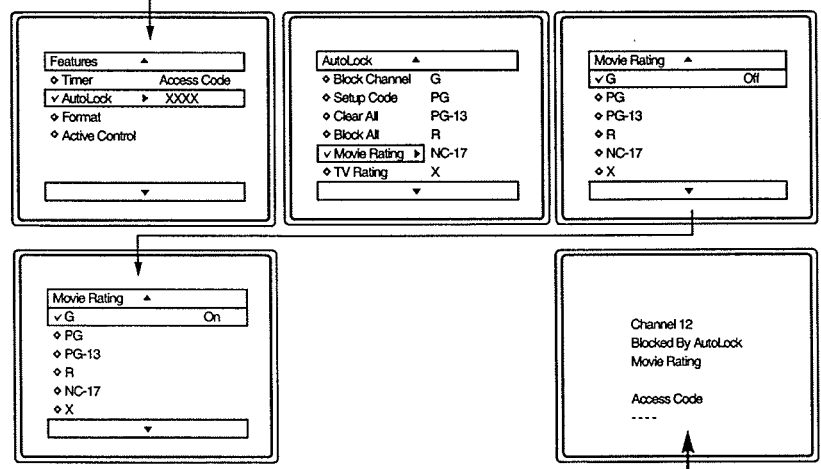 Features
Timer Access Code
AutoLock XXXX
Format
Active Control
AutoLock
Block Channel G
Setup Code PG
Clear All PG-13
Block All R
Movie Rating NC-17
TV Rating X
Movie Rating
G Off
PG
PG-13
R
NC-17
X
Movie Rating
G On
PG
PG-13
R
NC-17
X
Channel 12
Blocked By AutoLock
Movie Rating
Access Code
- - - -